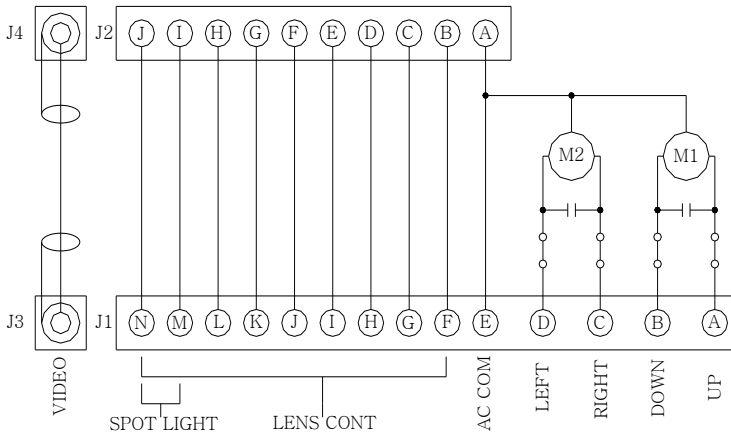 J4
J2
J I H G F E D C B A
M2
M1
J3
J1
N M L K J I H G F E D C B A
VIDEO
AC COM
LEFT
RIGHT
DOWN
UP
SPOT LIGHT
LENS CONT